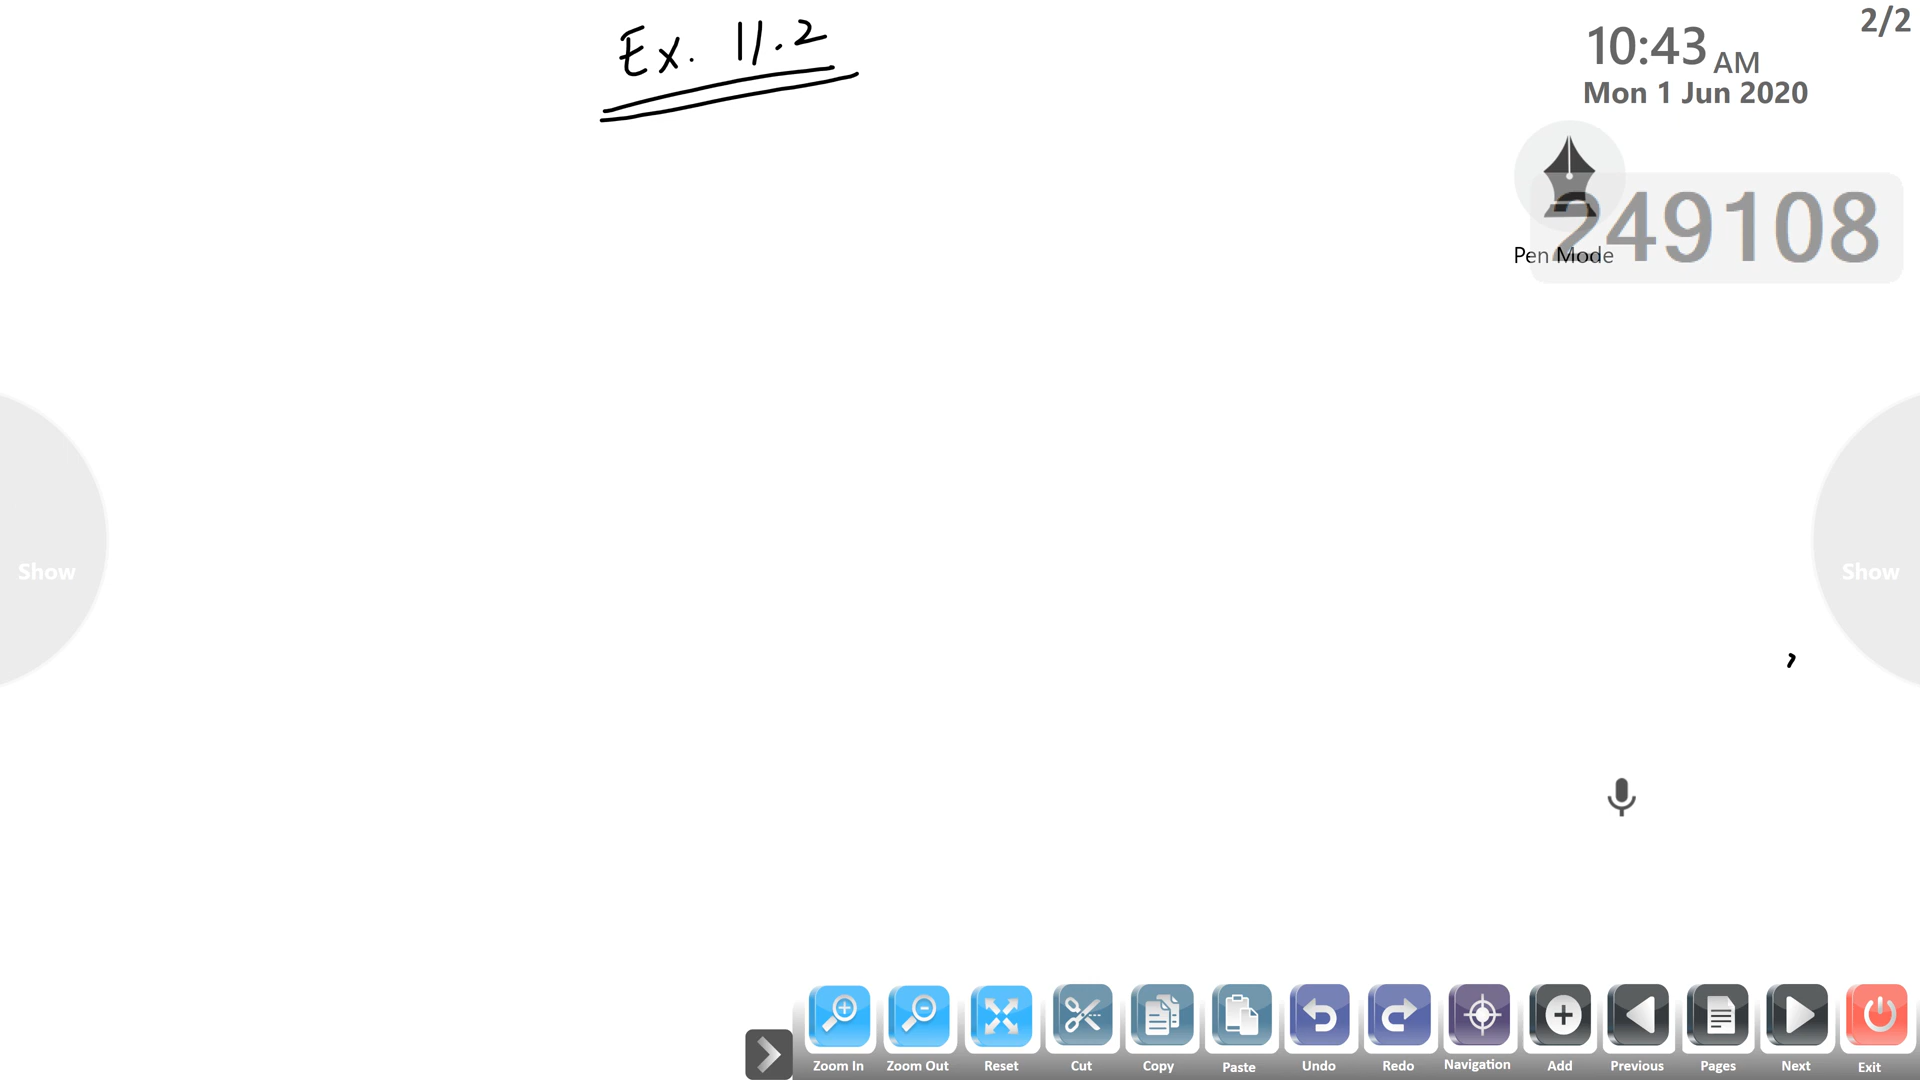 Ex. 11.2
2/2
10:43 AM
Mon 1 Jun 2020
249108
Pen Mode
Show
Show
,
Zoom In
Zoom Out
Reset
Cut
Copy
Paste
Undo
Redo
Navigation
Add
Previous
Pages
Next
Exit